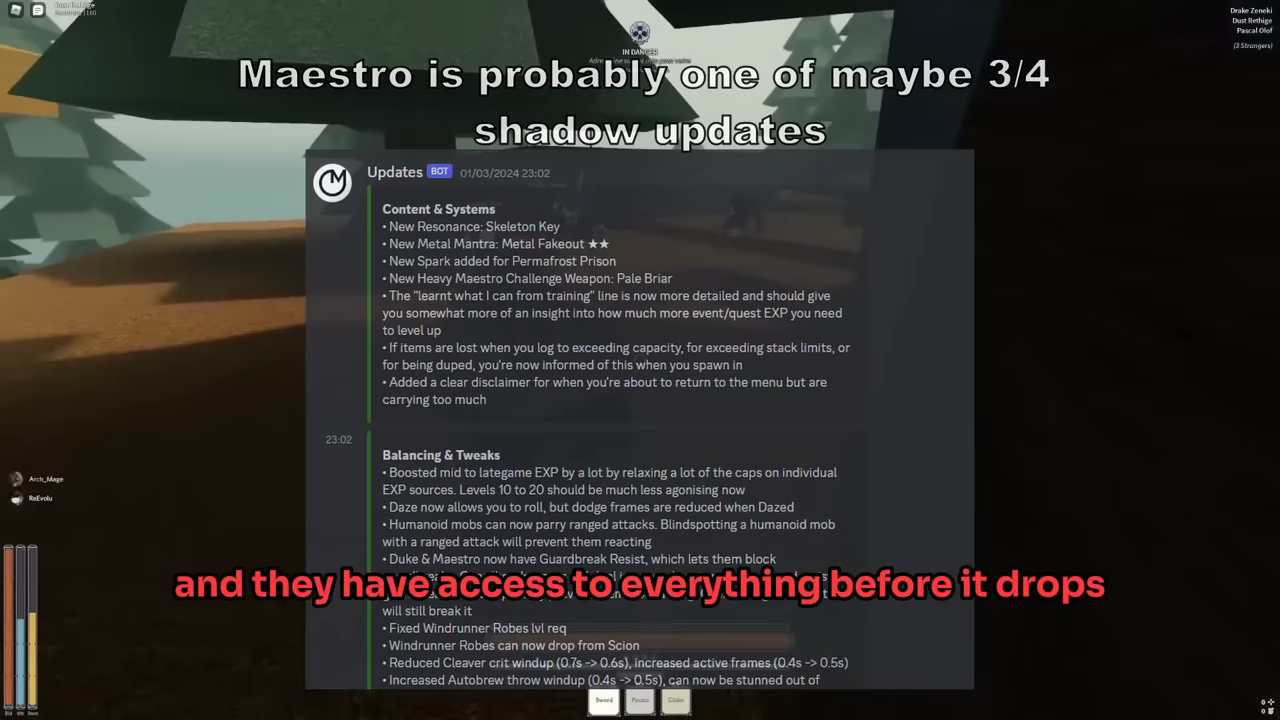 Drake Zeneki
Dust Rethige
Pascal Olof
(3 Strangers)
IN DANGER
Maestro is probably one of maybe 3/4
shadow updates
Updates BOT 01/03/2024 23:02
Content & Systems
• New Resonance: Skeleton Key
• New Metal Mantra: Metal Fakeout ★★
• New Spark added for Permafrost Prison
• New Heavy Maestro Challenge Weapon: Pale Briar
• The "learnt what I can from training" line is now more detailed and should give
you somewhat more of an insight into how much more event/quest EXP you need
to level up
• If items are lost when you log to exceeding capacity, for exceeding stack limits, or
for being duped, you're now informed of this when you spawn in
• Added a clear disclaimer for when you're about to return to the menu but are
carrying too much
23:02
Balancing & Tweaks
• Boosted mid to lategame EXP by a lot by relaxing a lot of the caps on individual
EXP sources. Levels 10 to 20 should be much less agonising now
• Daze now allows you to roll, but dodge frames are reduced when Dazed
• Humanoid mobs can now parry ranged attacks. Blindspotting a humanoid mob
with a ranged attack will prevent them reacting
• Duke & Maestro now have Guardbreak Resist, which lets them block
and they have access to everything before it drops
will still break it
• Fixed Windrunner Robes lvl req
• Windrunner Robes can now drop from Scion
• Reduced Cleaver crit windup (0.7s -> 0.6s), increased active frames (0.4s -> 0.5s)
• Increased Autobrew throw windup (0.4s -> 0.5s), can now be stunned out of
Arch_Mage
ReEvolu
Sword
Potato
Glider